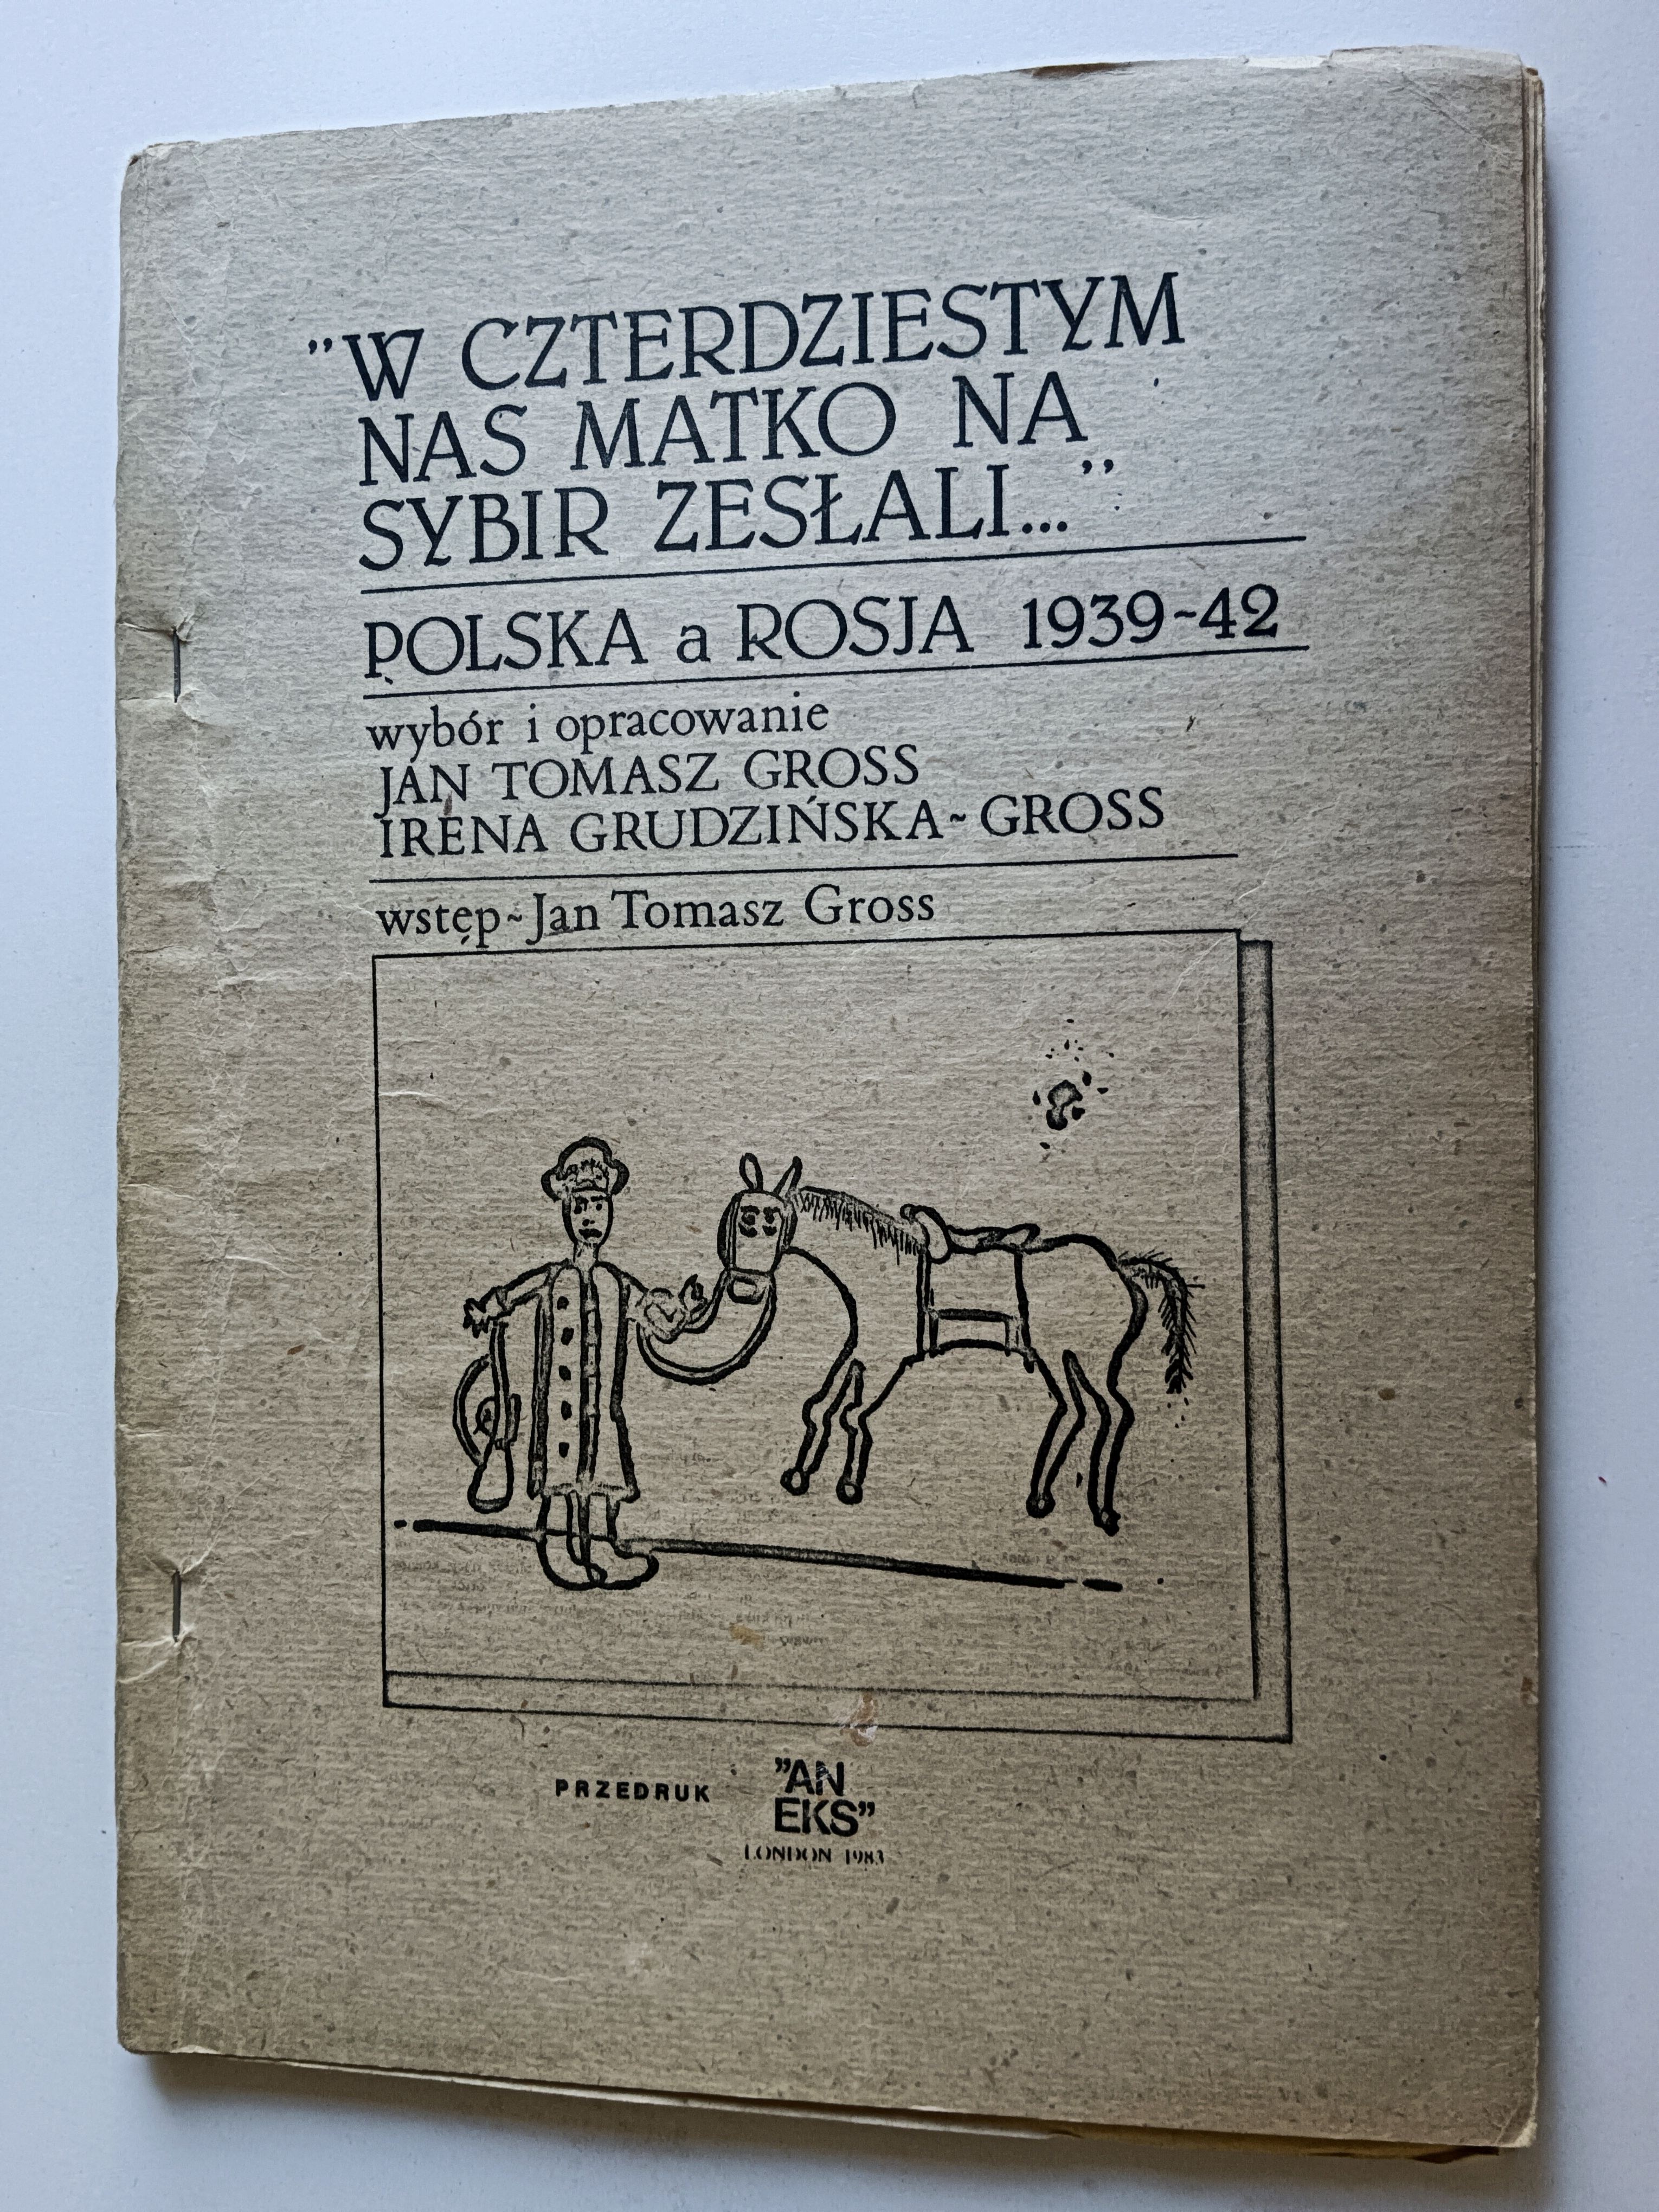 "W CZTERDZIESTYM
NAS MATKO NA
SYBIR ZESŁALI..."
POLSKA a ROSJA 1939-42
wybór i opracowanie
JAN TOMASZ GROSS
IRENA GRUDZIŃSKA-GROSS
wstęp-Jan Tomasz Gross
PRZEDRUK
"AN
EKS"
LONDON 1983